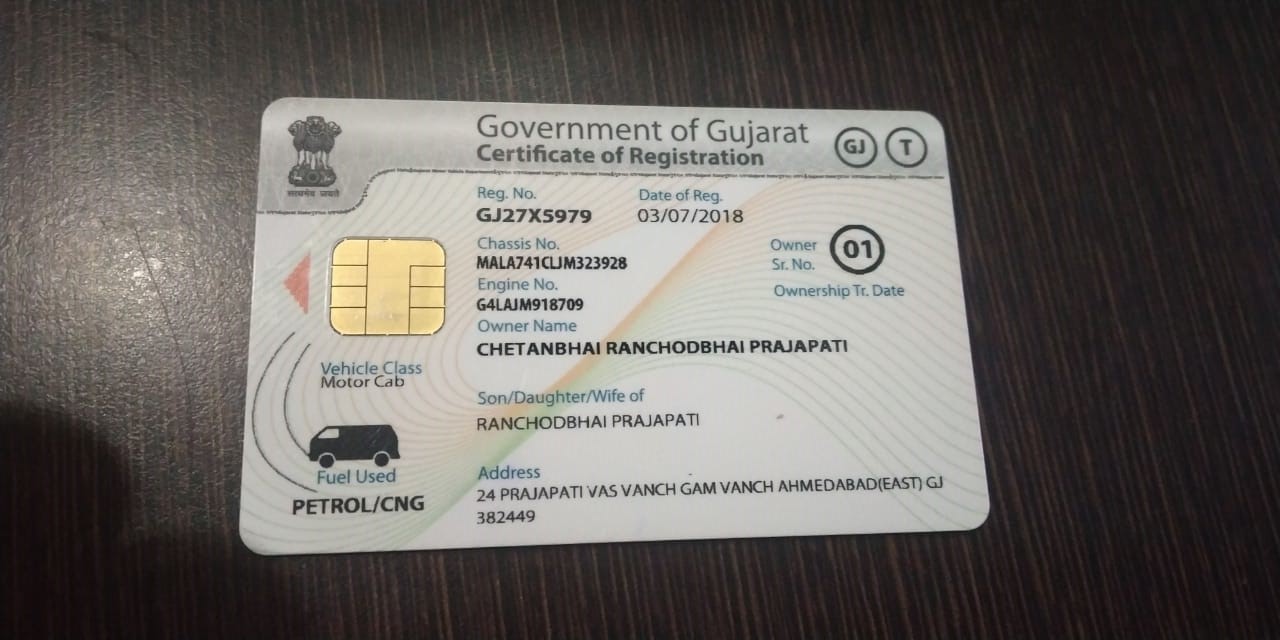 Government of Gujarat
Certificate of Registration
GJ T
सत्यमेव जयते
Reg. No. Date of Reg.
GJ27X5979 03/07/2018
Chassis No.
MALA741CLJM323928
Engine No.
G4LAJM918709
Owner Sr. No. 01
Ownership Tr. Date
Owner Name
CHETANBHAI RANCHODBHAI PRAJAPATI
Vehicle Class
Motor Cab
Son/Daughter/Wife of
RANCHODBHAI PRAJAPATI
Fuel Used
PETROL/CNG
Address
24 PRAJAPATI VAS VANCH GAM VANCH AHMEDABAD(EAST) GJ
382449